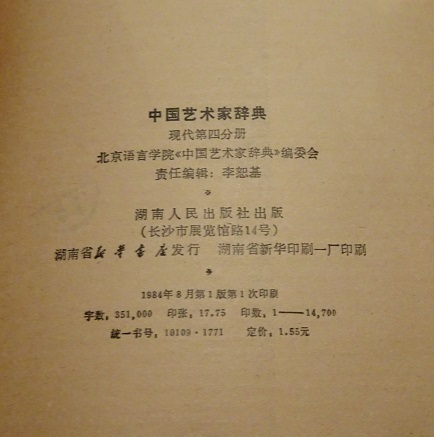 中国艺术家辞典
现代第四分册
北京语言学院《中国艺术家辞典》编委会
责任编辑：李恕基
*
湖南人民出版社出版
(长沙市展览馆路14号)
湖南省新华书店发行 湖南省新华印刷一厂印刷
*
1984年8月第1版第1次印刷
字数：351,000 印张：17.75 印数：1——14,700
统一书号：10109·1771 定价：1.55元